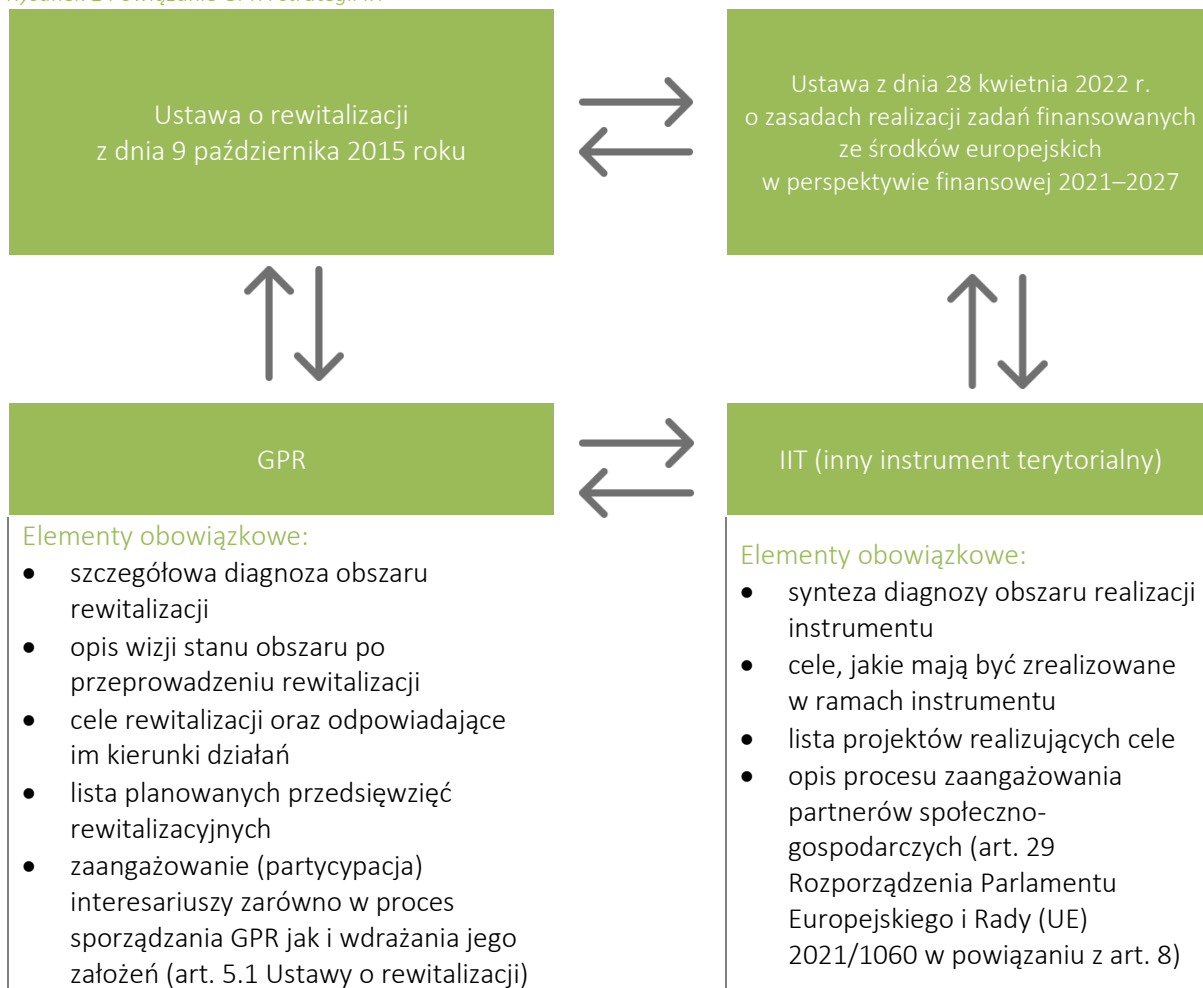 Ustawa o rewitalizacji
z dnia 9 października 2015 roku
Ustawa z dnia 28 kwietnia 2022 r.
o zasadach realizacji zadań finansowanych
ze środków europejskich
w perspektywie finansowej 2021–2027
GPR
IIT (inny instrument terytorialny)
Elementy obowiązkowe:
• szczegółowa diagnoza obszaru
rewitalizacji
• opis wizji stanu obszaru po
przeprowadzeniu rewitalizacji
• cele rewitalizacji oraz odpowiadające
im kierunki działań
• lista planowanych przedsięwzięć
rewitalizacyjnych
• zaangażowanie (partycypacja)
interesariuszy zarówno w proces
sporządzania GPR jak i wdrażania jego
założeń (art. 5.1 Ustawy o rewitalizacji)
Elementy obowiązkowe:
• synteza diagnozy obszaru realizacji
instrumentu
• cele, jakie mają być zrealizowane
w ramach instrumentu
• lista projektów realizujących cele
• opis procesu zaangażowania
partnerów społeczno-
gospodarczych (art. 29
Rozporządzenia Parlamentu
Europejskiego i Rady (UE)
2021/1060 w powiązaniu z art. 8)